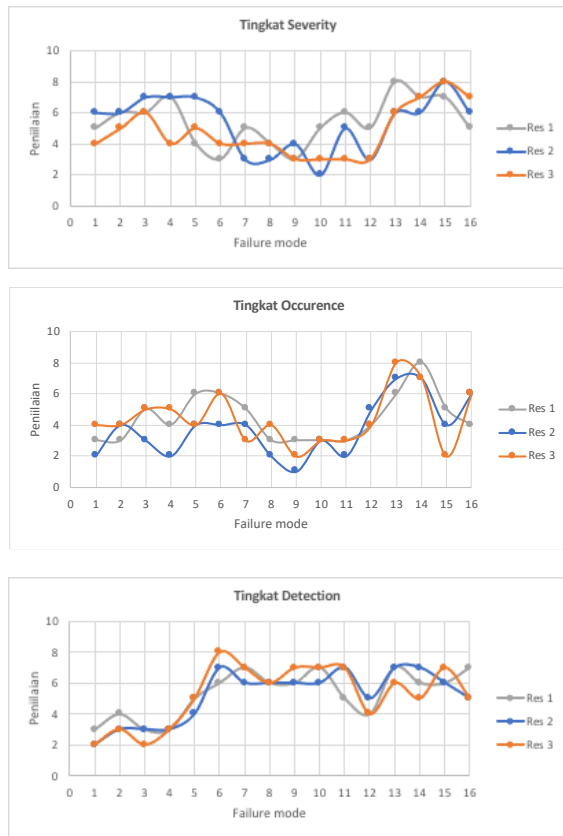 Tingkat Severity
10
8
6
4
2
0
Penilaian
0 1 2 3 4 5 6 7 8 9 10 11 12 13 14 15 16
Failure mode
Res 1
Res 2
Res 3
Tingkat Occurence
10
8
6
4
2
0
Penilaian
0 1 2 3 4 5 6 7 8 9 10 11 12 13 14 15 16
Failure mode
Res 1
Res 2
Res 3
Tingkat Detection
10
8
6
4
2
0
Penilaian
0 1 2 3 4 5 6 7 8 9 10 11 12 13 14 15 16
Failure mode
Res 1
Res 2
Res 3